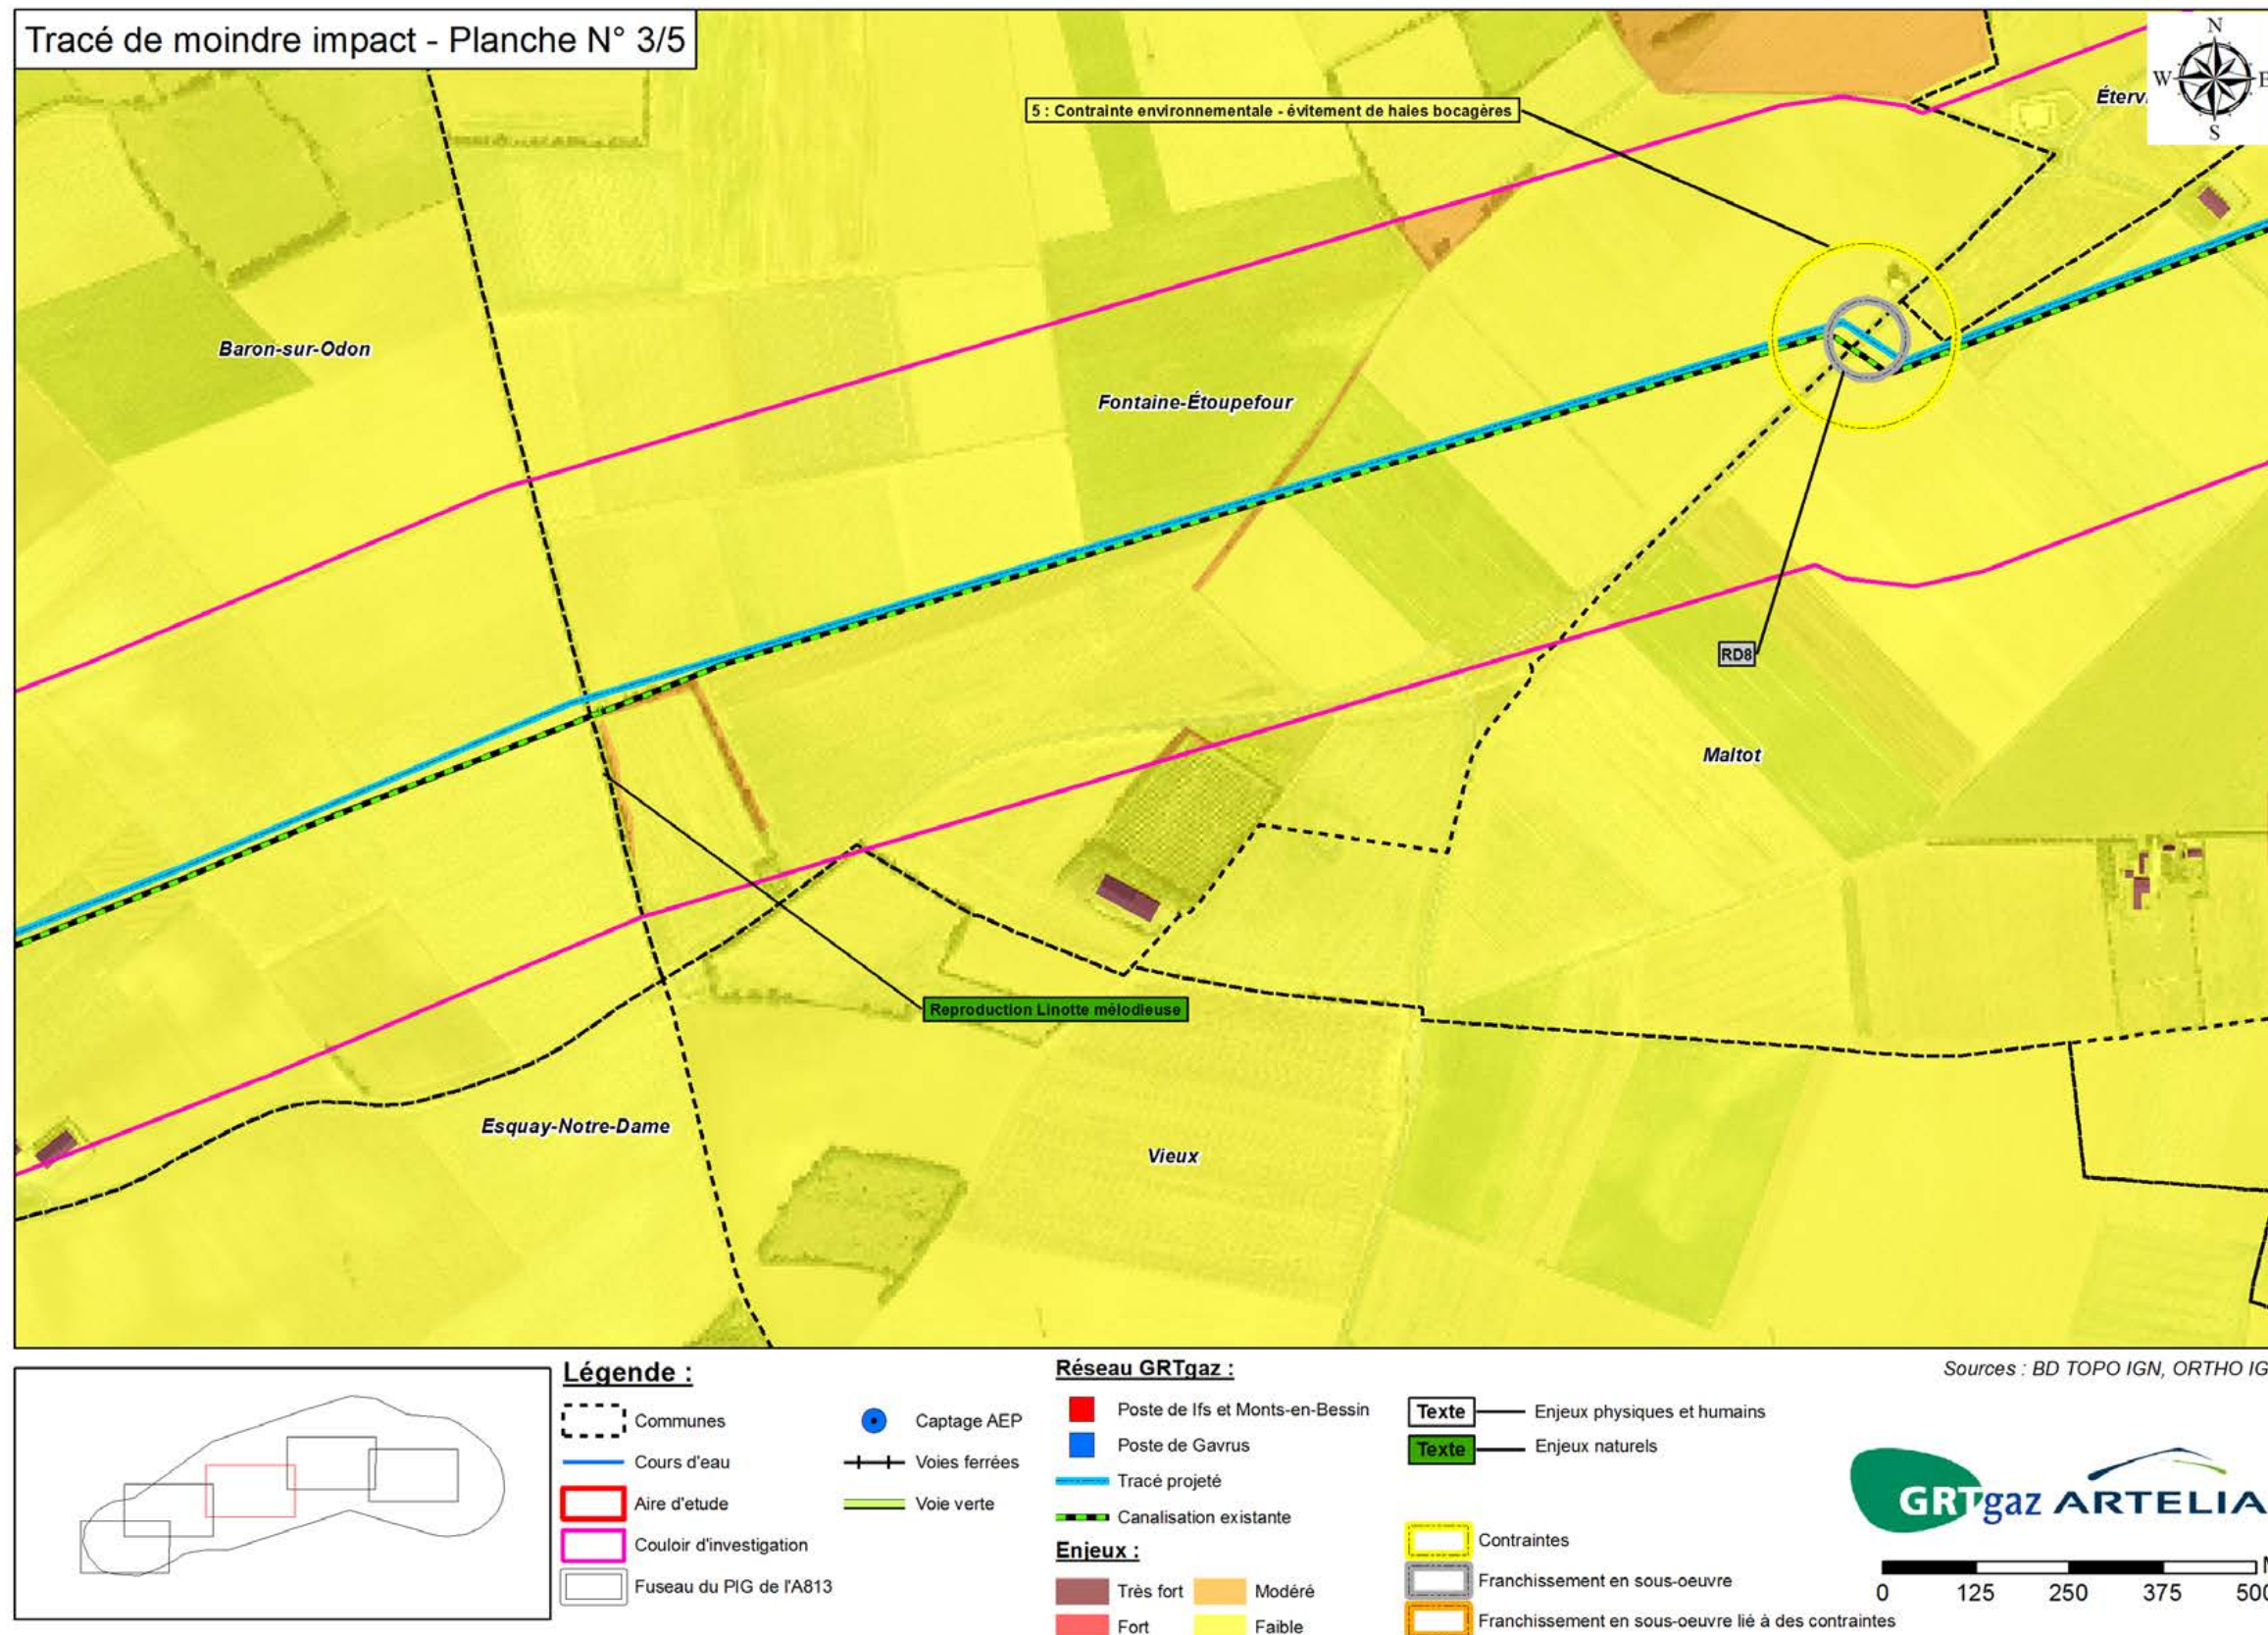 Tracé de moindre impact - Planche N° 3/5
N
W
E
S
5 : Contrainte environnementale - évitement de haies bocagères
Baron-sur-Odon
Fontaine-Étoupefour
RD8
Maltot
Reproduction Linotte mélodieuse
Esquay-Notre-Dame
Vieux
Légende :
Communes
Cours d'eau
Aire d'etude
Couloir d'investigation
Fuseau du PIG de l'A813
Captage AEP
Voies ferrées
Voie verte
Réseau GRTgaz :
Poste de Ifs et Monts-en-Bessin
Poste de Gavrus
Tracé projeté
Canalisation existante
Enjeux :
Très fort
Modéré
Fort
Faible
Texte
Enjeux physiques et humains
Texte
Enjeux naturels
Contraintes
Franchissement en sous-oeuvre
Franchissement en sous-oeuvre lié à des contraintes
Sources : BD TOPO IGN, ORTHO
GRTgaz ARTELIA
0 125 250 375